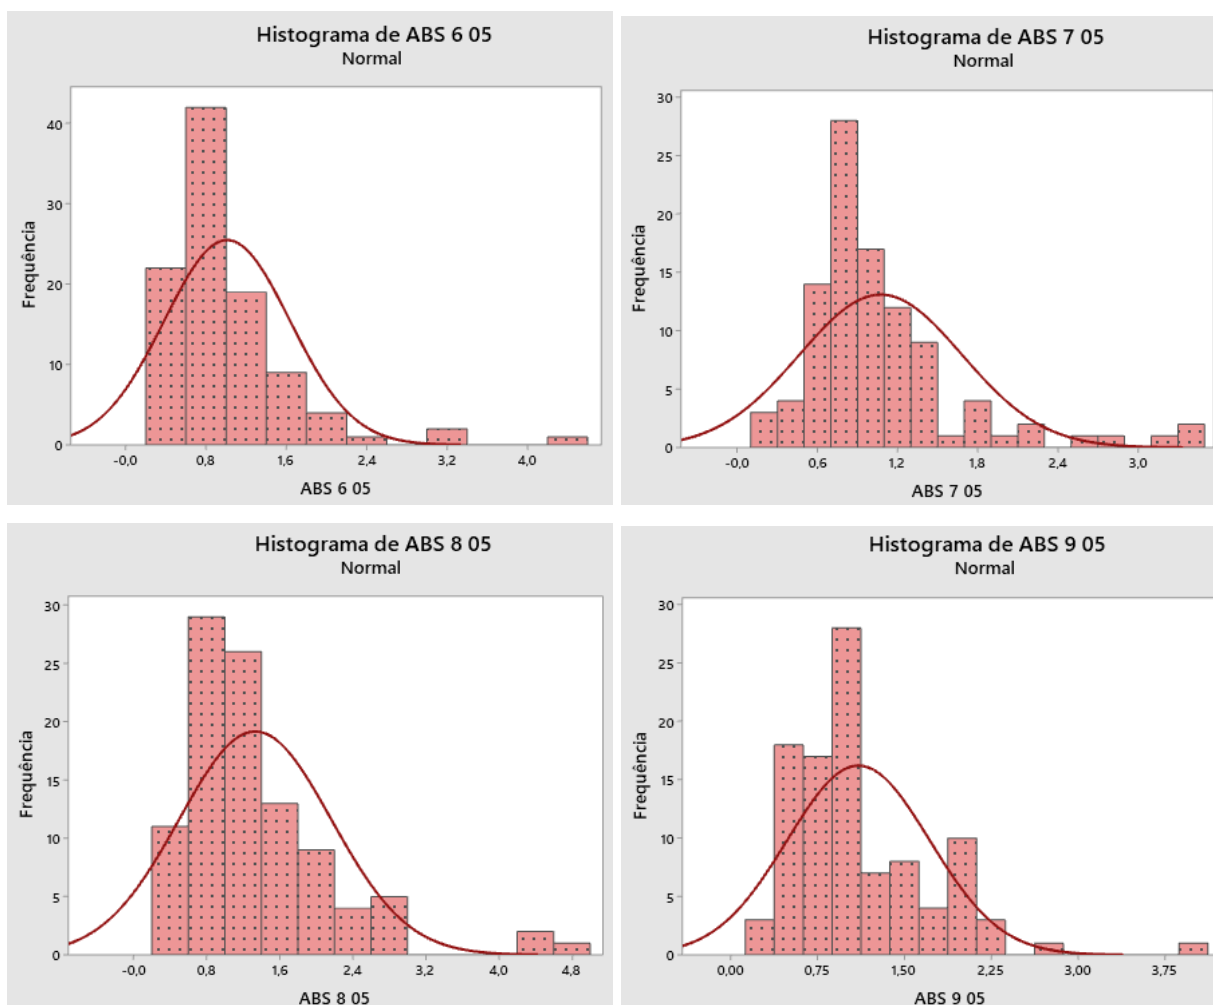 Histograma de ABS 6 05
Normal
40
30
20
10
0
Frequência
-0,0 0,8 1,6 2,4 3,2 4,0
ABS 6 05
Histograma de ABS 7 05
Normal
30
25
20
15
10
5
0
Frequência
-0,0 0,6 1,2 1,8 2,4 3,0
ABS 7 05
Histograma de ABS 8 05
Normal
30
25
20
15
10
5
0
Frequência
-0,0 0,8 1,6 2,4 3,2 4,0 4,8
ABS 8 05
Histograma de ABS 9 05
Normal
30
25
20
15
10
5
0
Frequência
0,00 0,75 1,50 2,25 3,00 3,75
ABS 9 05